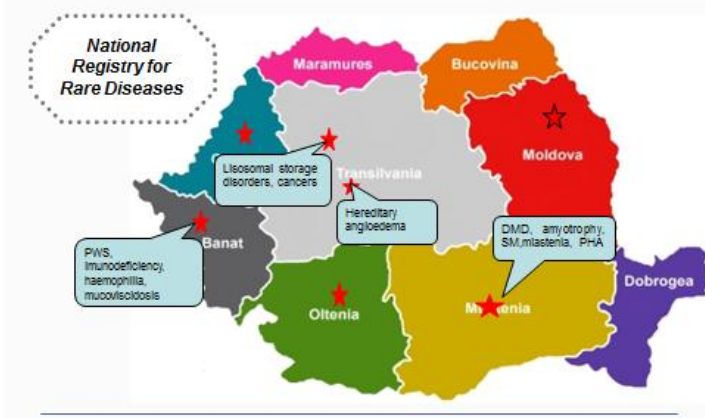 National
Registry for
Rare Diseases
Maramures
Bucovina
Moldova
Lisosomal storage
disorders, cancers
Transilvania
Hereditary
angioedema
DMD, amyotrophy,
SM,miastenia, PHA
Banat
PWS,
imunodeficiency,
haemophilia,
mucoviscidosis
Oltenia
Dobrogea